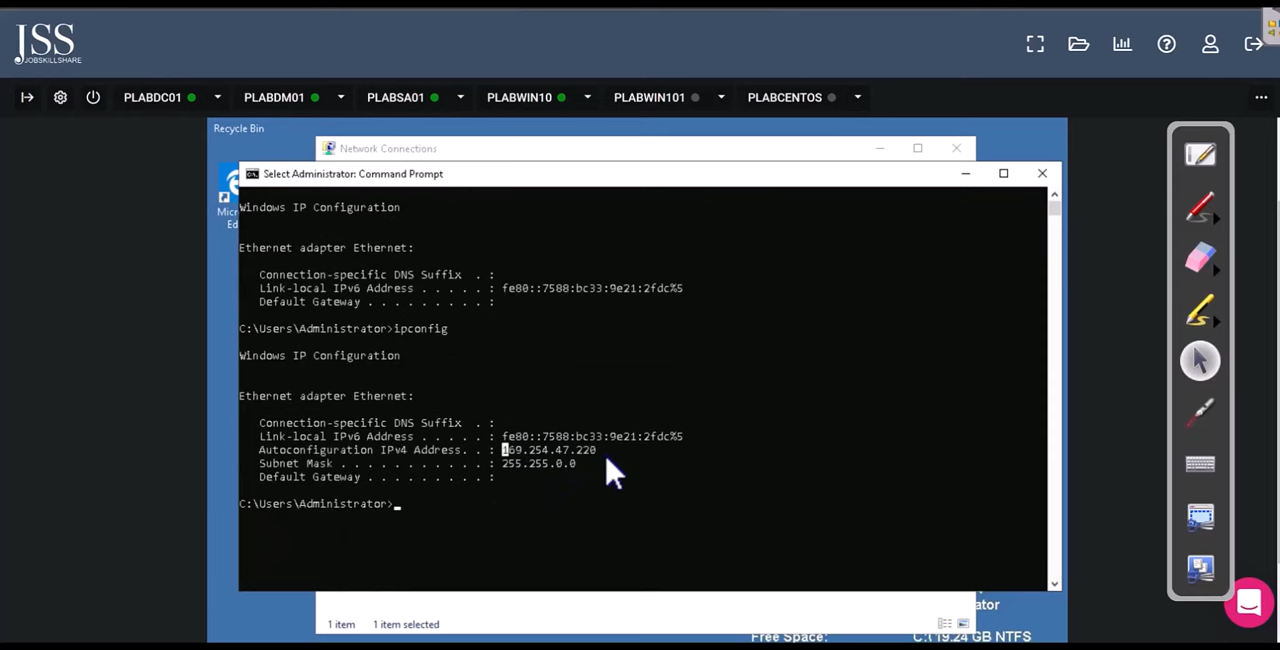 JSS
JOBSKILLSHARE
PLABDC01 PLABDM01 PLABSA01 PLABWIN10 PLABWIN101 PLABCENTOS
Recycle Bin
Network Connections
Select Administrator: Command Prompt
Micr
Ed
Windows IP Configuration
Ethernet adapter Ethernet:
Connection-specific DNS Suffix . :
Link-local IPv6 Address . . . . . : fe80::7588:bc33:9e21:2fdc%5
Default Gateway . . . . . . . . . :
C:\Users\Administrator>ipconfig
Windows IP Configuration
Ethernet adapter Ethernet:
Connection-specific DNS Suffix . :
Link-local IPv6 Address . . . . . : fe80::7588:bc33:9e21:2fdc%5
Autoconfiguration IPv4 Address. . : 169.254.47.220
Subnet Mask . . . . . . . . . . . : 255.255.0.0
Default Gateway . . . . . . . . . :
C:\Users\Administrator>
ator
1 item 1 item selected
Free Space: C:\ 19.24 GB NTFS